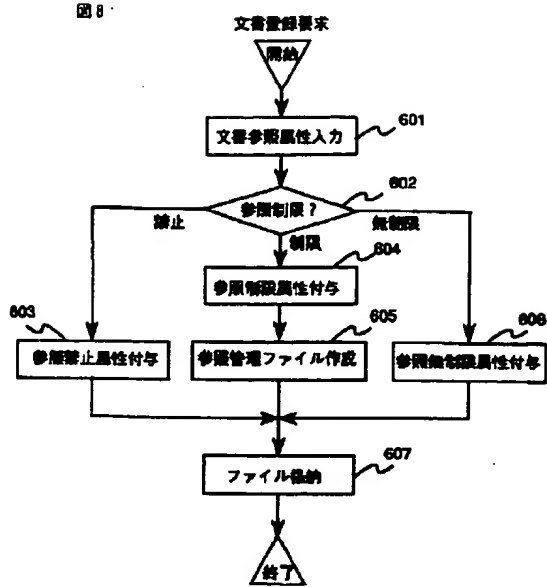 図8
文書登録要求
開始
文書参照属性入力
601
参照制限?
602
禁止
制限
無制限
参照制限属性付与
604
603
参照禁止属性付与
605
参照管理ファイル作成
606
参照無制限属性付与
ファイル格納
607
終了